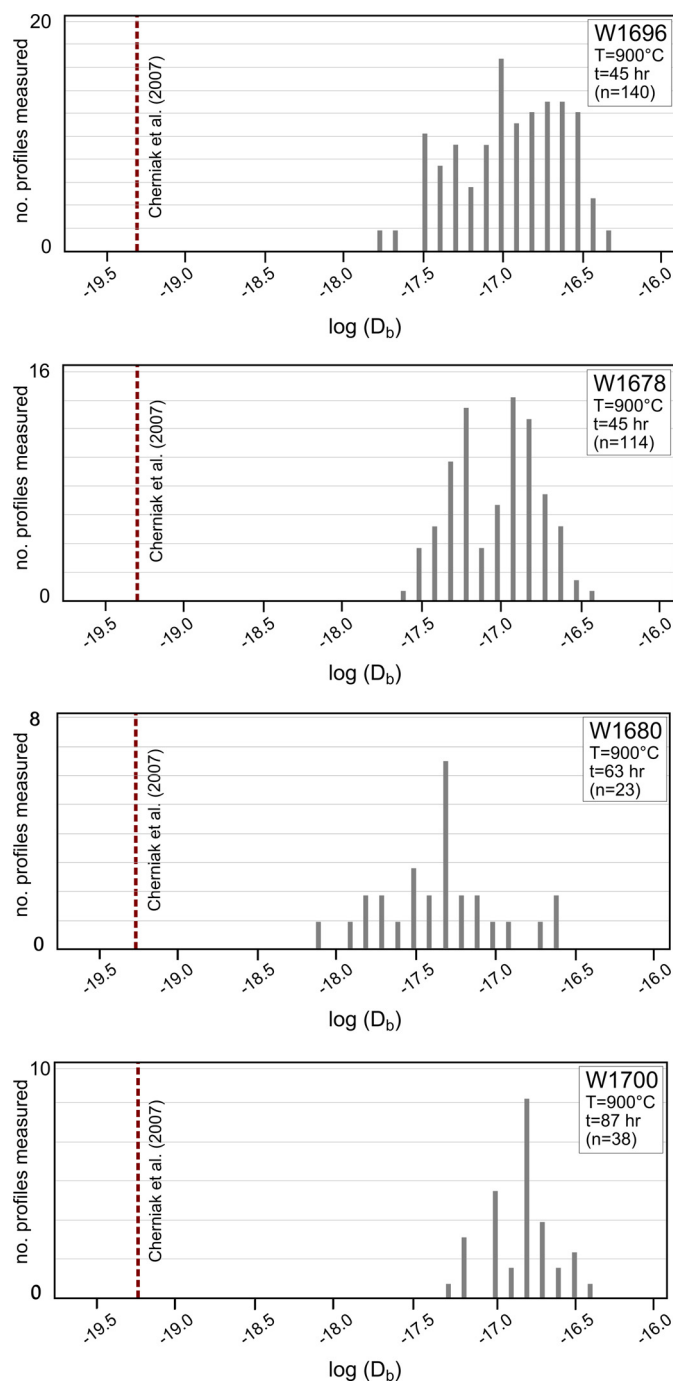 20
no. profiles measured
0
Cherniak et al. (2007)
W1696
T=900°C
t=45 hr
(n=140)
-19.5 -19.0 -18.5 -18.0 -17.5 -17.0 -16.5 -16.0
log (Db)
16
no. profiles measured
0
Cherniak et al. (2007)
W1678
T=900°C
t=45 hr
(n=114)
-19.5 -19.0 -18.5 -18.0 -17.5 -17.0 -16.5 -16.0
log (Db)
8
no. profiles measured
0
Cherniak et al. (2007)
W1680
T=900°C
t=63 hr
(n=23)
-19.5 -19.0 -18.5 -18.0 -17.5 -17.0 -16.5 -16.0
log (Db)
10
no. profiles measured
0
Cherniak et al. (2007)
W1700
T=900°C
t=87 hr
(n=38)
-19.5 -19.0 -18.5 -18.0 -17.5 -17.0 -16.5 -16.0
log (Db)